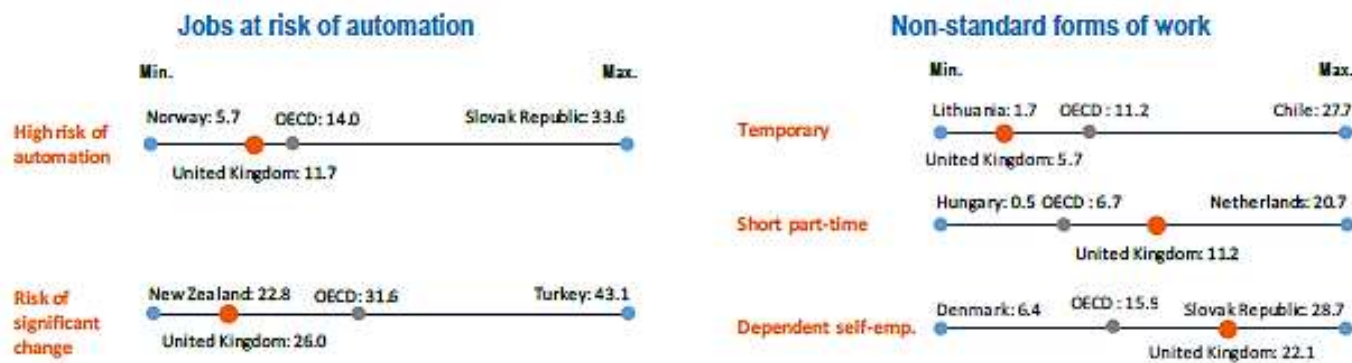 Jobs at risk of automation
Min. Max.
High risk of
automation
Norway: 5.7 OECD: 14.0 Slovak Republic: 33.6
United Kingdom: 11.7
Risk of
significant
change
New Zealand: 22.8 OECD: 31.6 Turkey: 43.1
United Kingdom: 26.0
Non-standard forms of work
Min. Max.
Temporary
Lithuania: 1.7 OECD : 11.2 Chile: 27.7
United Kingdom: 5.7
Short part-time
Hungary: 0.5 OECD : 6.7 Netherlands: 20.7
United Kingdom: 11.2
Dependent self-emp.
Denmark: 6.4 OECD : 15.9 Slovak Republic: 28.7
United Kingdom: 22.1